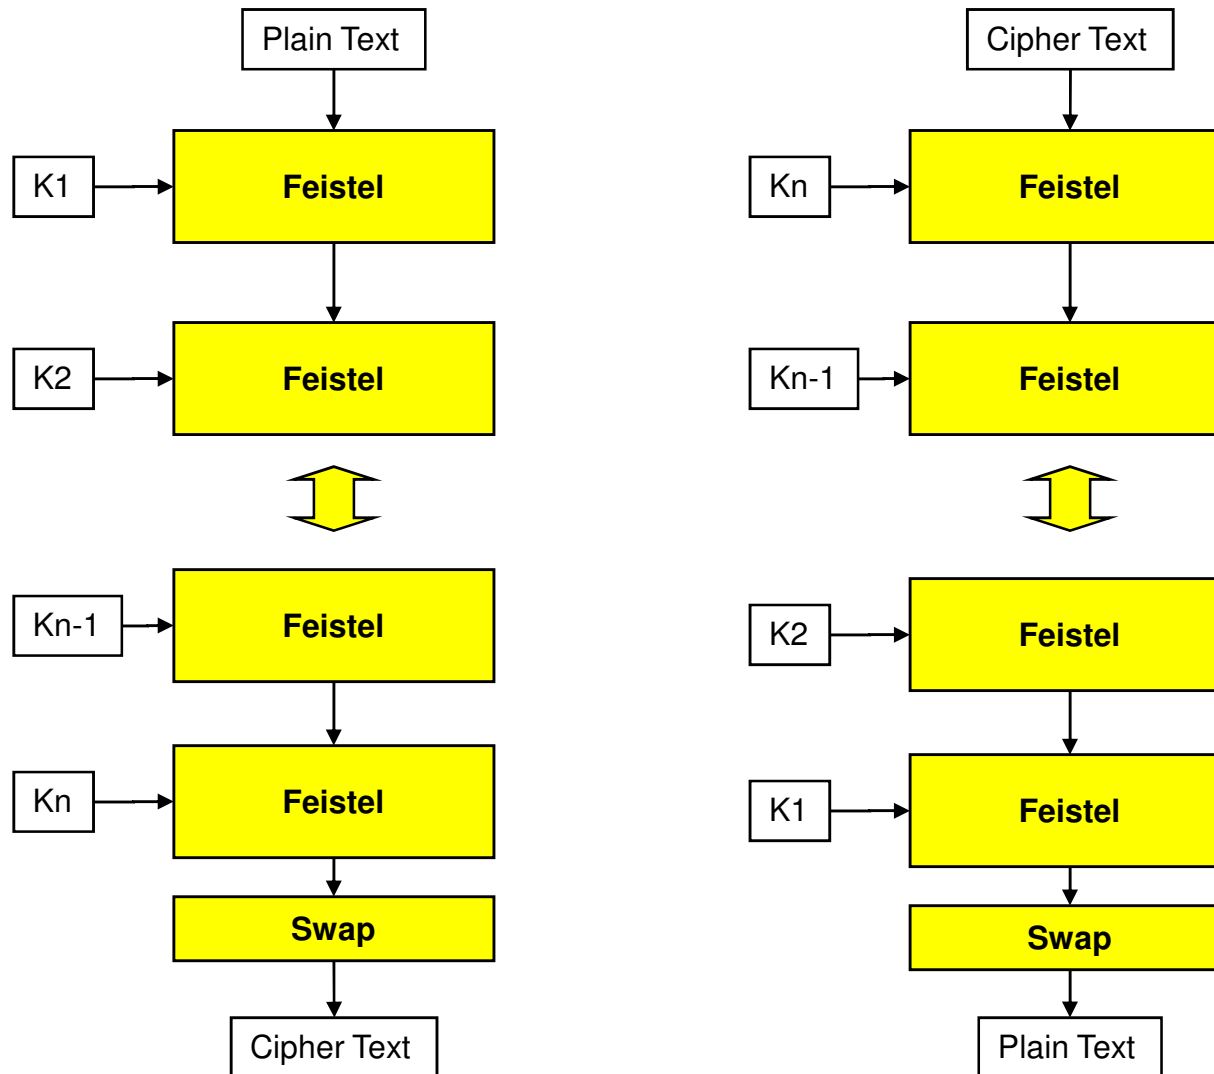 Plain Text
K1
Feistel
K2
Feistel
Kn-1
Feistel
Kn
Feistel
Swap
Cipher Text
Cipher Text
Kn
Feistel
Kn-1
Feistel
K2
Feistel
K1
Feistel
Swap
Plain Text